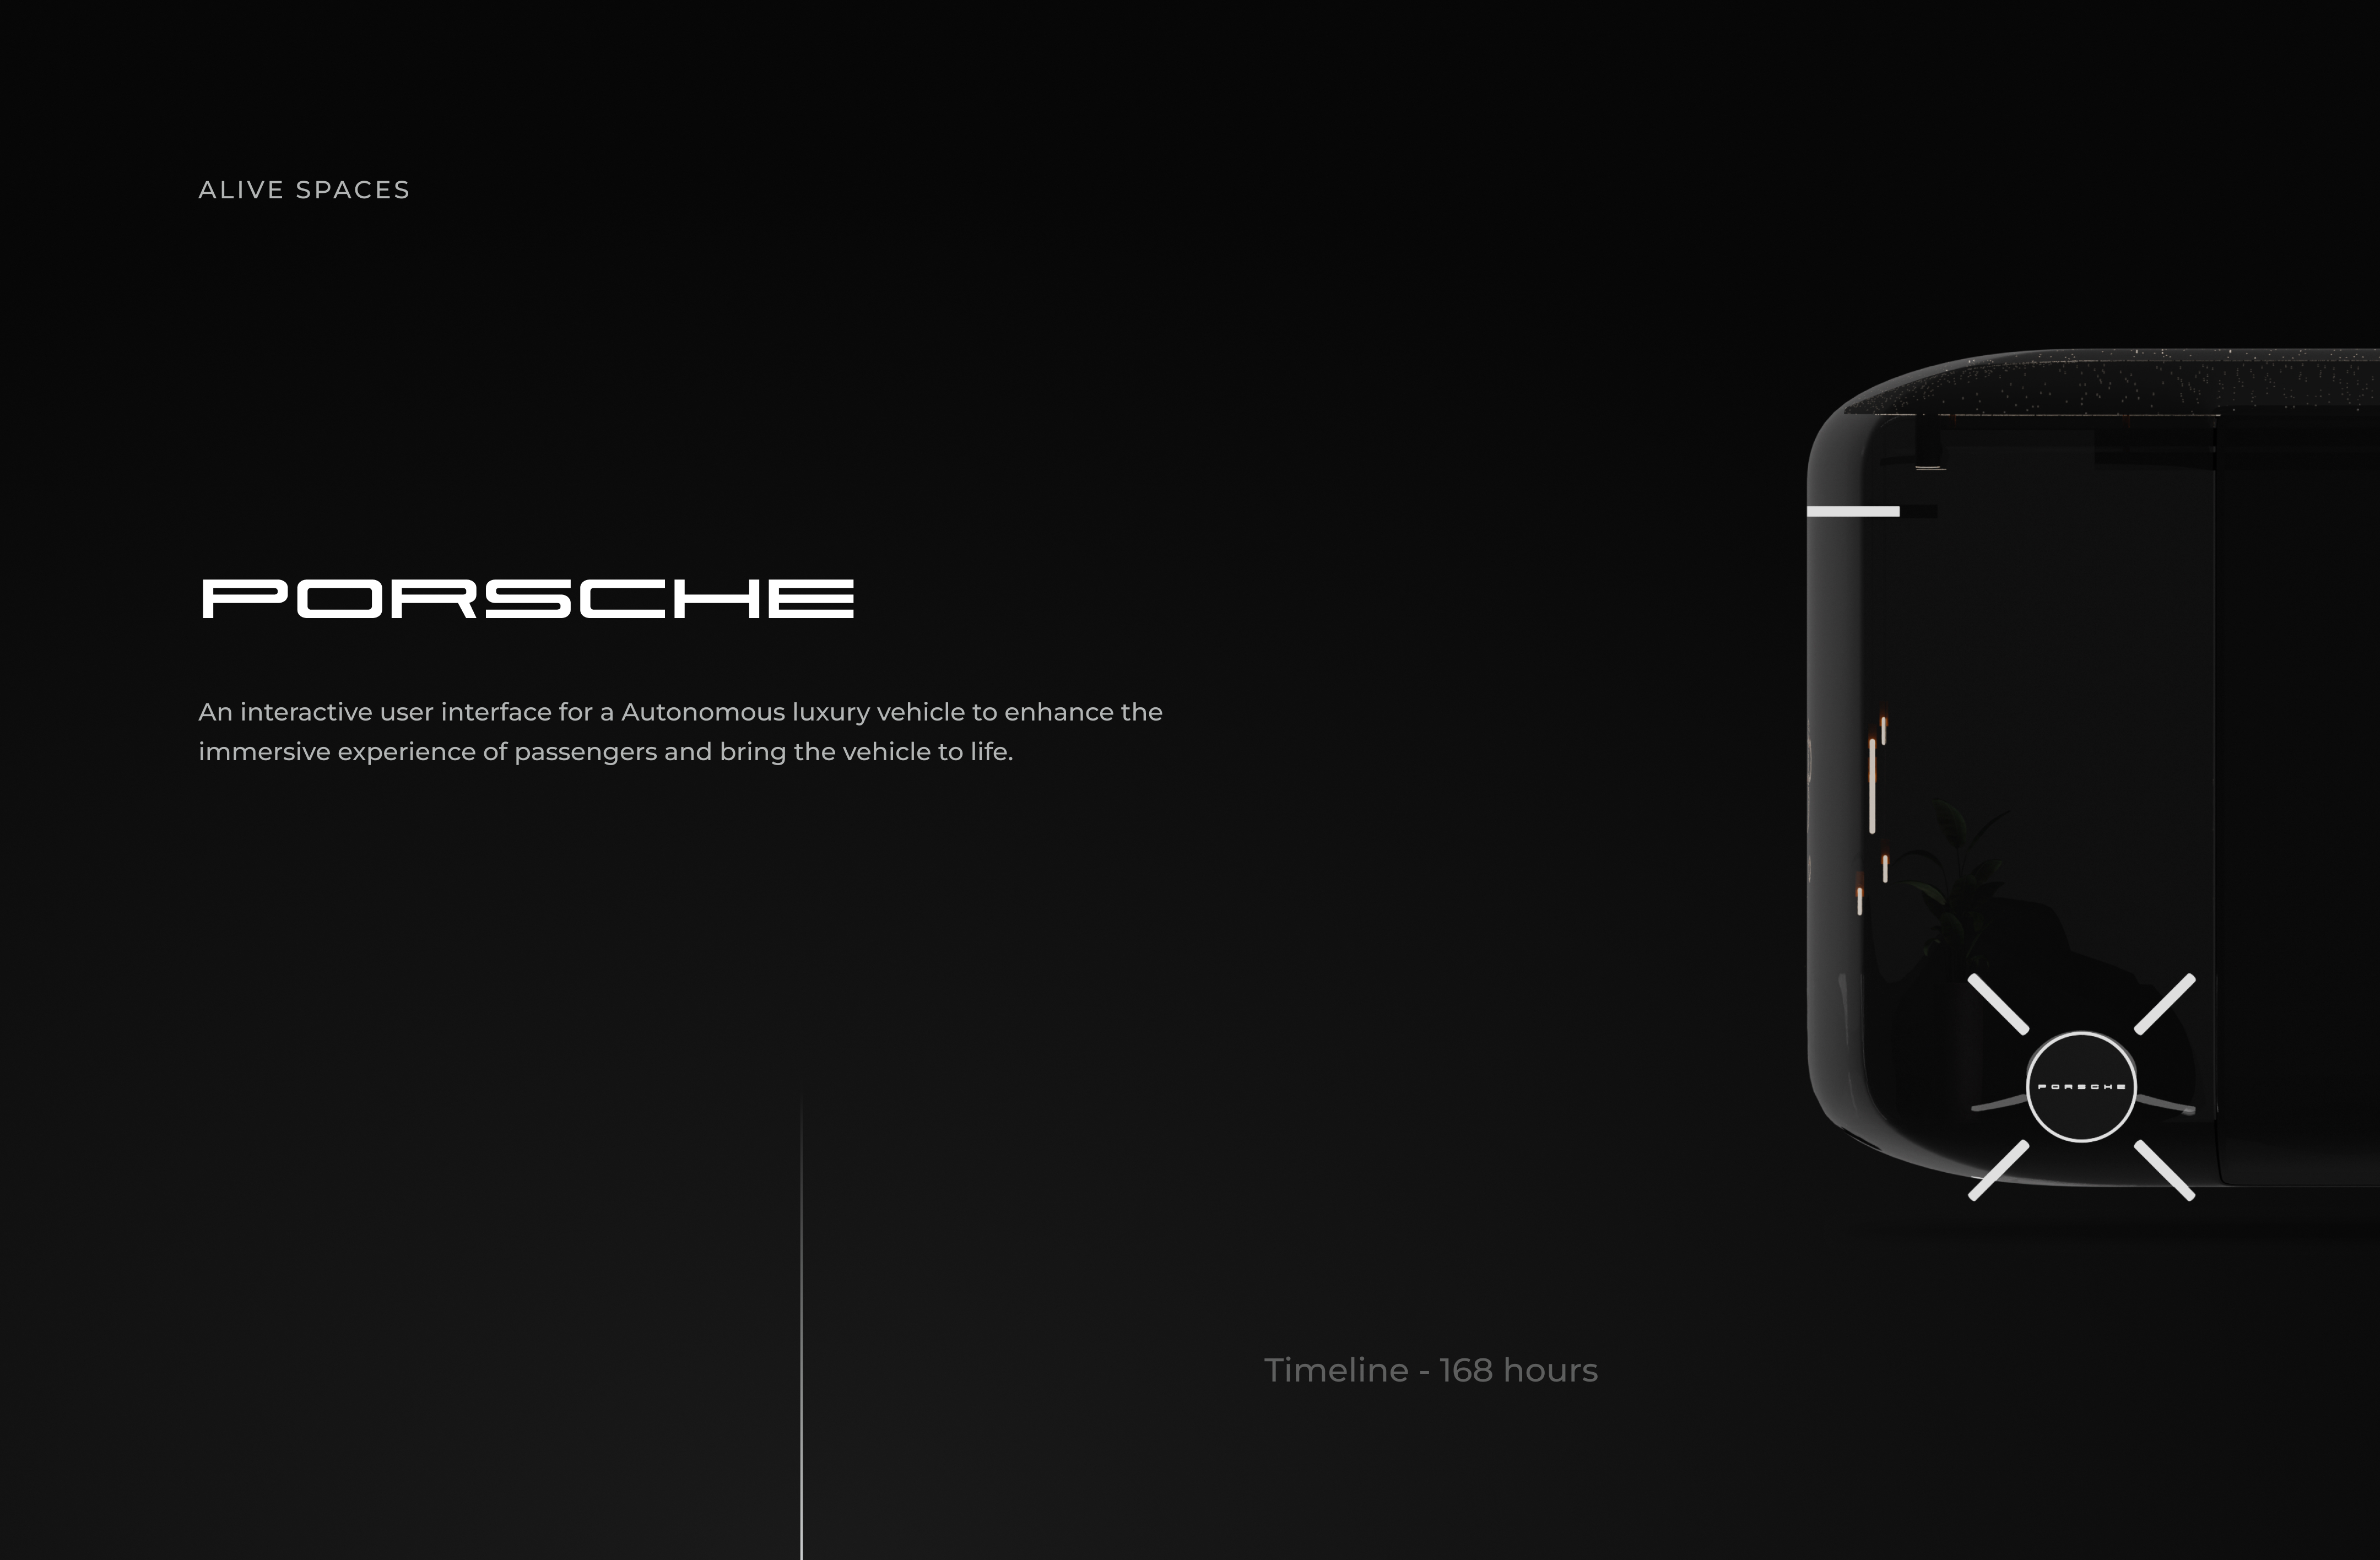 ALIVE SPACES
PORSCHE
An interactive user interface for a Autonomous luxury vehicle to enhance the
immersive experience of passengers and bring the vehicle to life.
PORSCHE
Timeline - 168 hours